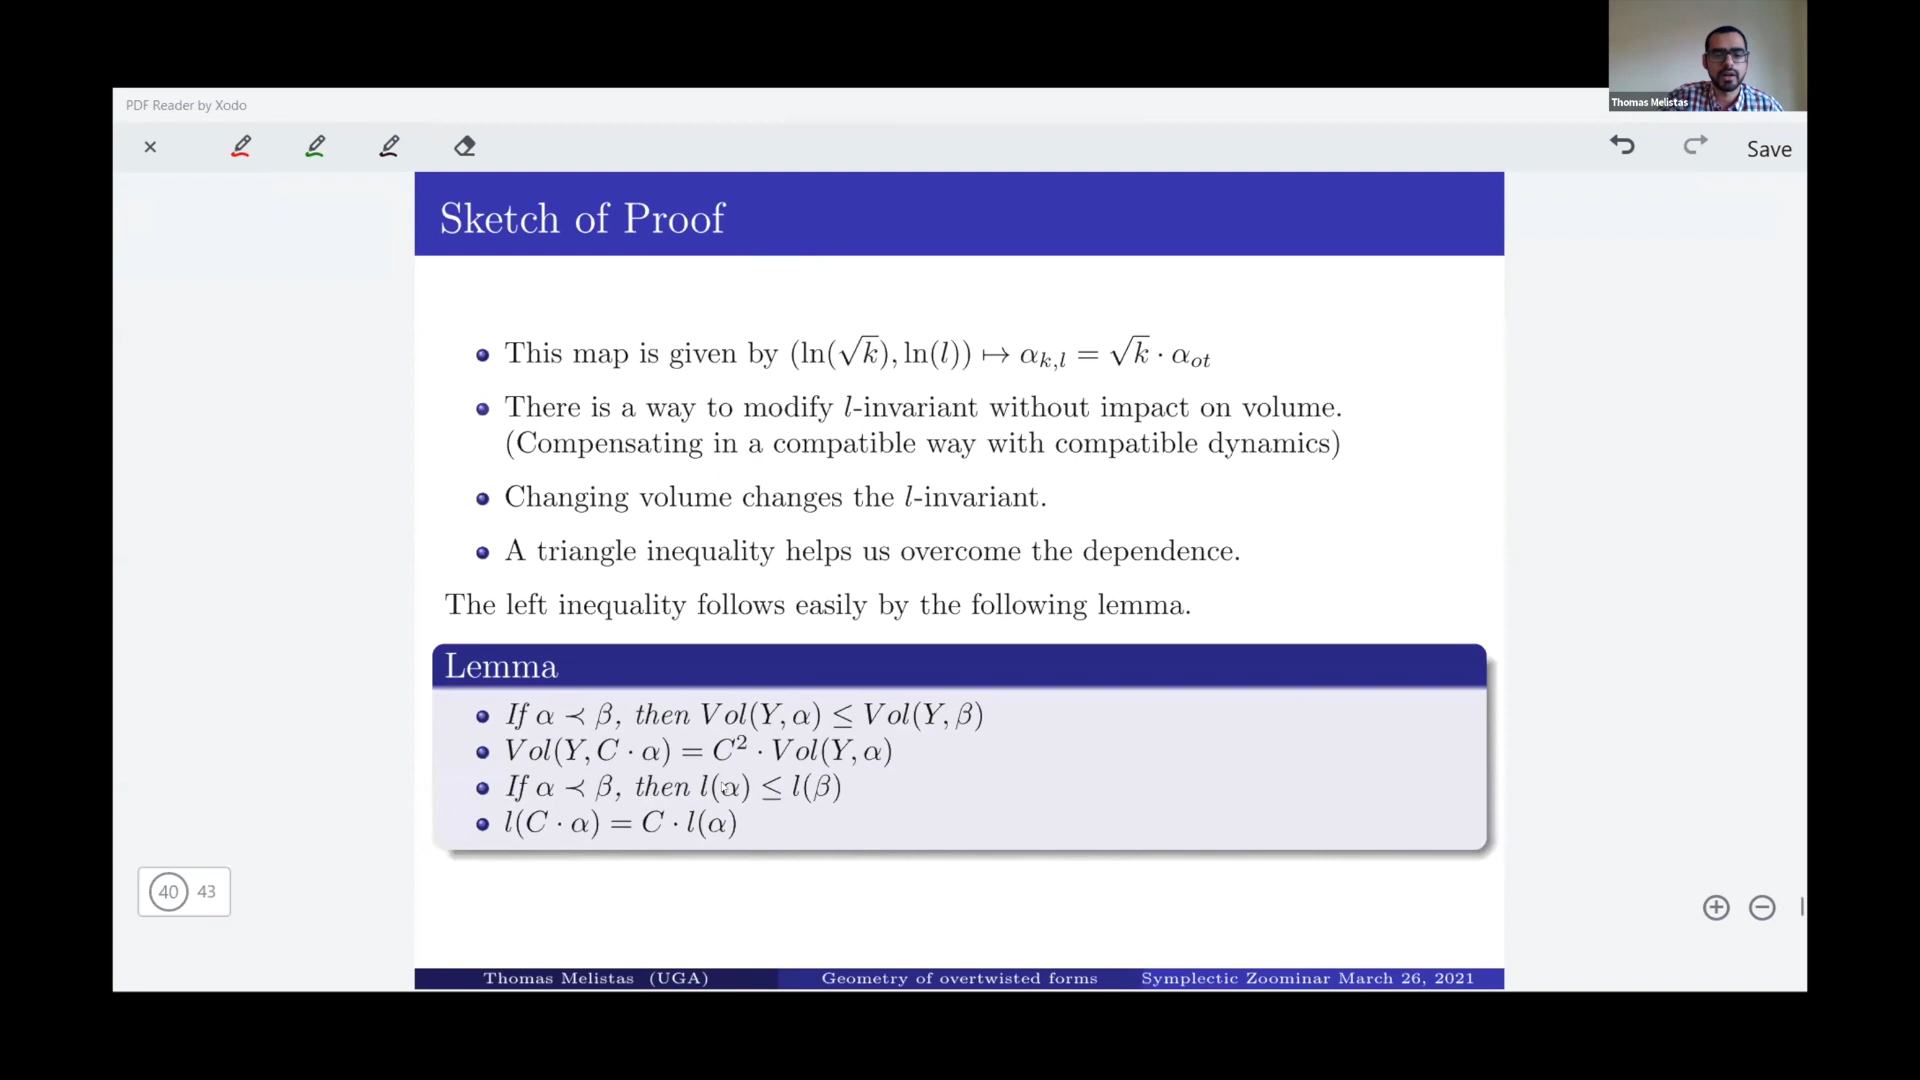 Thomas Melistas
PDF Reader by Xodo
Save
Sketch of Proof
This map is given by (ln(√k), ln(l)) ↦ α_{k,l} = √k · α_{ot}
There is a way to modify l-invariant without impact on volume.
(Compensating in a compatible way with compatible dynamics)
Changing volume changes the l-invariant.
A triangle inequality helps us overcome the dependence.
The left inequality follows easily by the following lemma.
Lemma
If α ≺ β, then Vol(Y, α) ≤ Vol(Y, β)
Vol(Y, C · α) = C² · Vol(Y, α)
If α ≺ β, then l(α) ≤ l(β)
l(C · α) = C · l(α)
40 43
Thomas Melistas (UGA) Geometry of overtwisted forms Symplectic Zoominar March 26, 2021